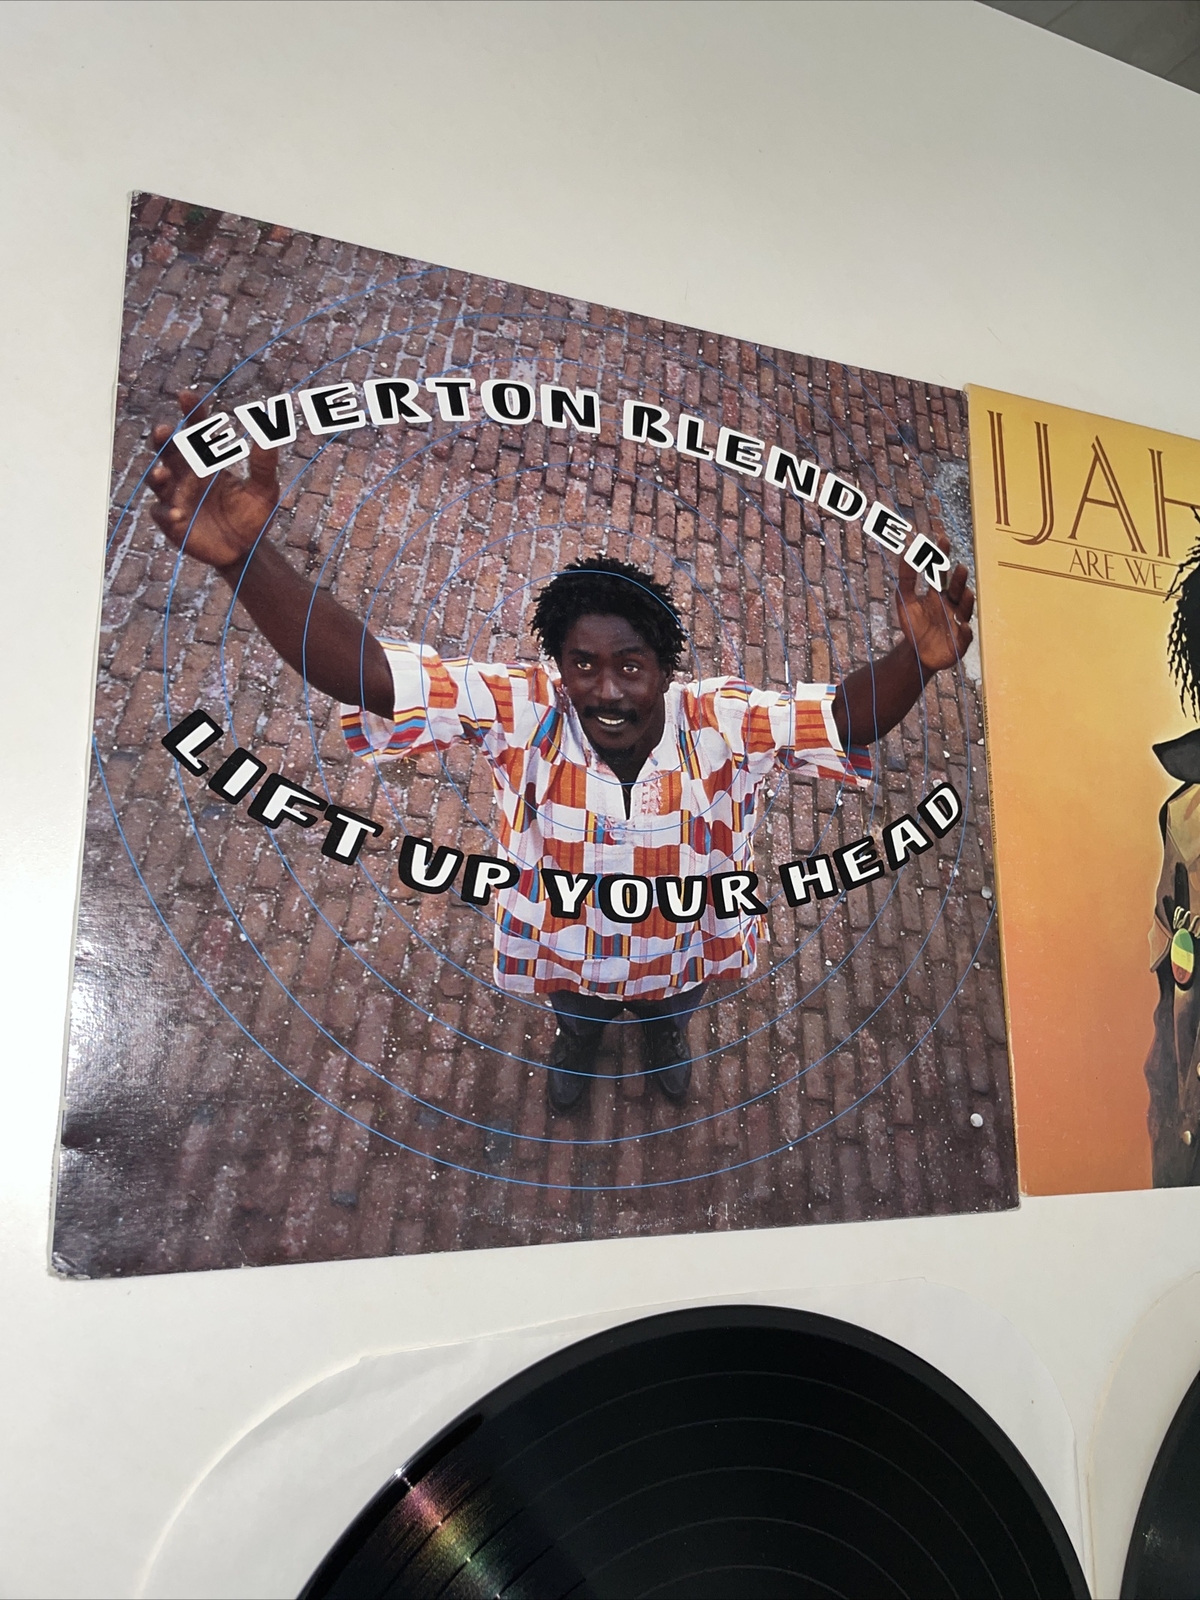 EVERTON BLENDER
LIFT UP YOUR HEAD
IJAH
ARE WE